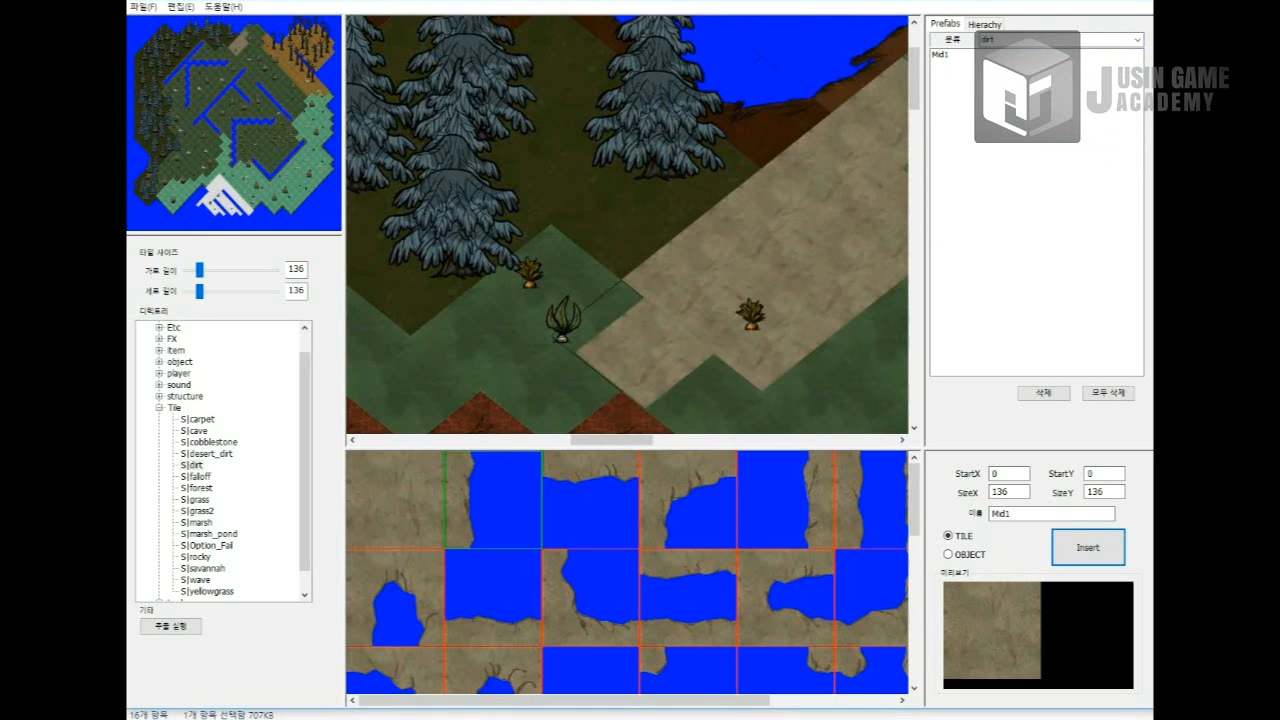 파일(F) 편집(E) 도움말(H)
타일 사이즈
가로 길이 136
세로 길이 136
디렉토리
Etc
FX
Item
object
player
sound
structure
Tile
S|carpet
S|cave
S|cobblestone
S|desert_dirt
S|dirt
S|falloff
S|forest
S|grass
S|grass2
S|marsh
S|marsh_pond
S|Option_Fail
S|rocky
S|savannah
S|wave
S|yellowgrass
기타
추출 실행
Prefabs Hierachy
분류 dirt
Mid1
JUSIN GAME
ACADEMY
삭제 모두 삭제
StartX 0 StartY 0
SizeX 136 SizeY 136
이름 Mid1
TILE
OBJECT
Insert
미리보기
16개 항목 1개 항목 선택함 707KB